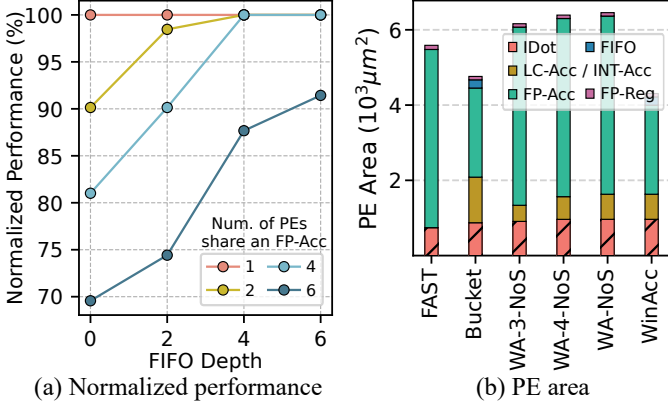 Normalized Performance (%)
100
95
90
85
80
75
70
0
2
4
6
FIFO Depth
Num. of PEs
share an FP-Acc
1
4
2
6
(a) Normalized performance
PE Area (10³μm²)
6
4
2
IDot
FIFO
LC-Acc / INT-Acc
FP-Acc
FP-Reg
FAST
Bucket
WA-3-NoS
WA-4-NoS
WA-NoS
WinAcc
(b) PE area